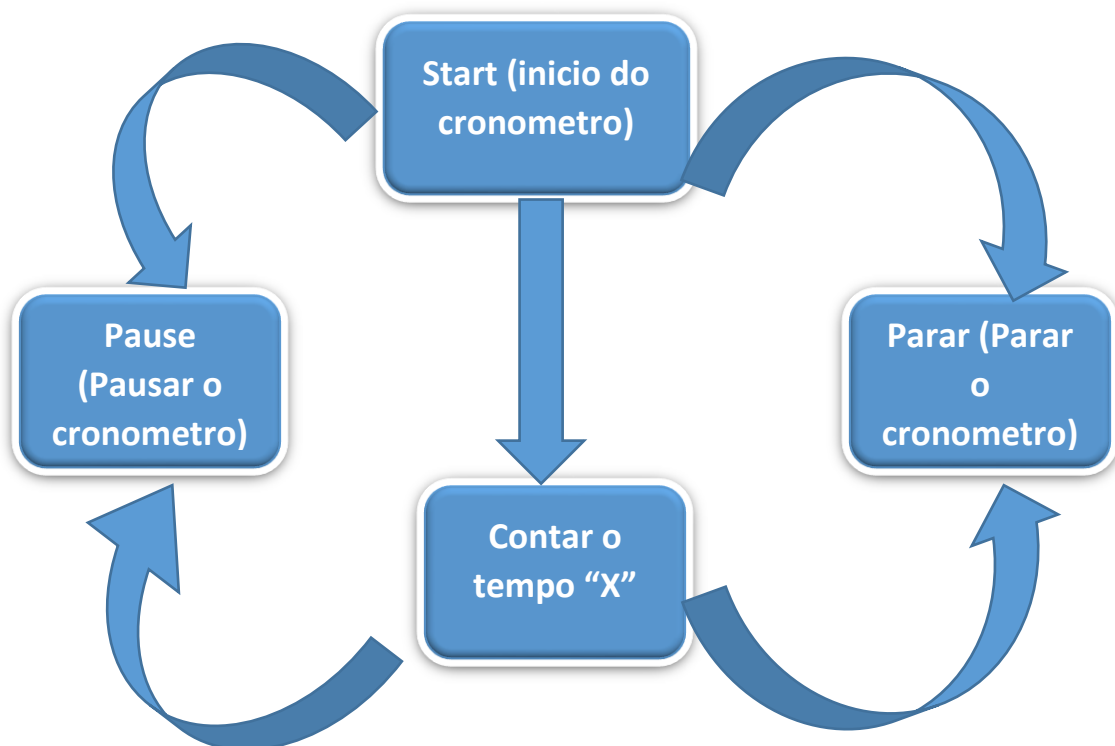 Start (inicio do
cronometro)
Pause
(Pausar o
cronometro)
Parar (Parar
o
cronometro)
Contar o
tempo “X”